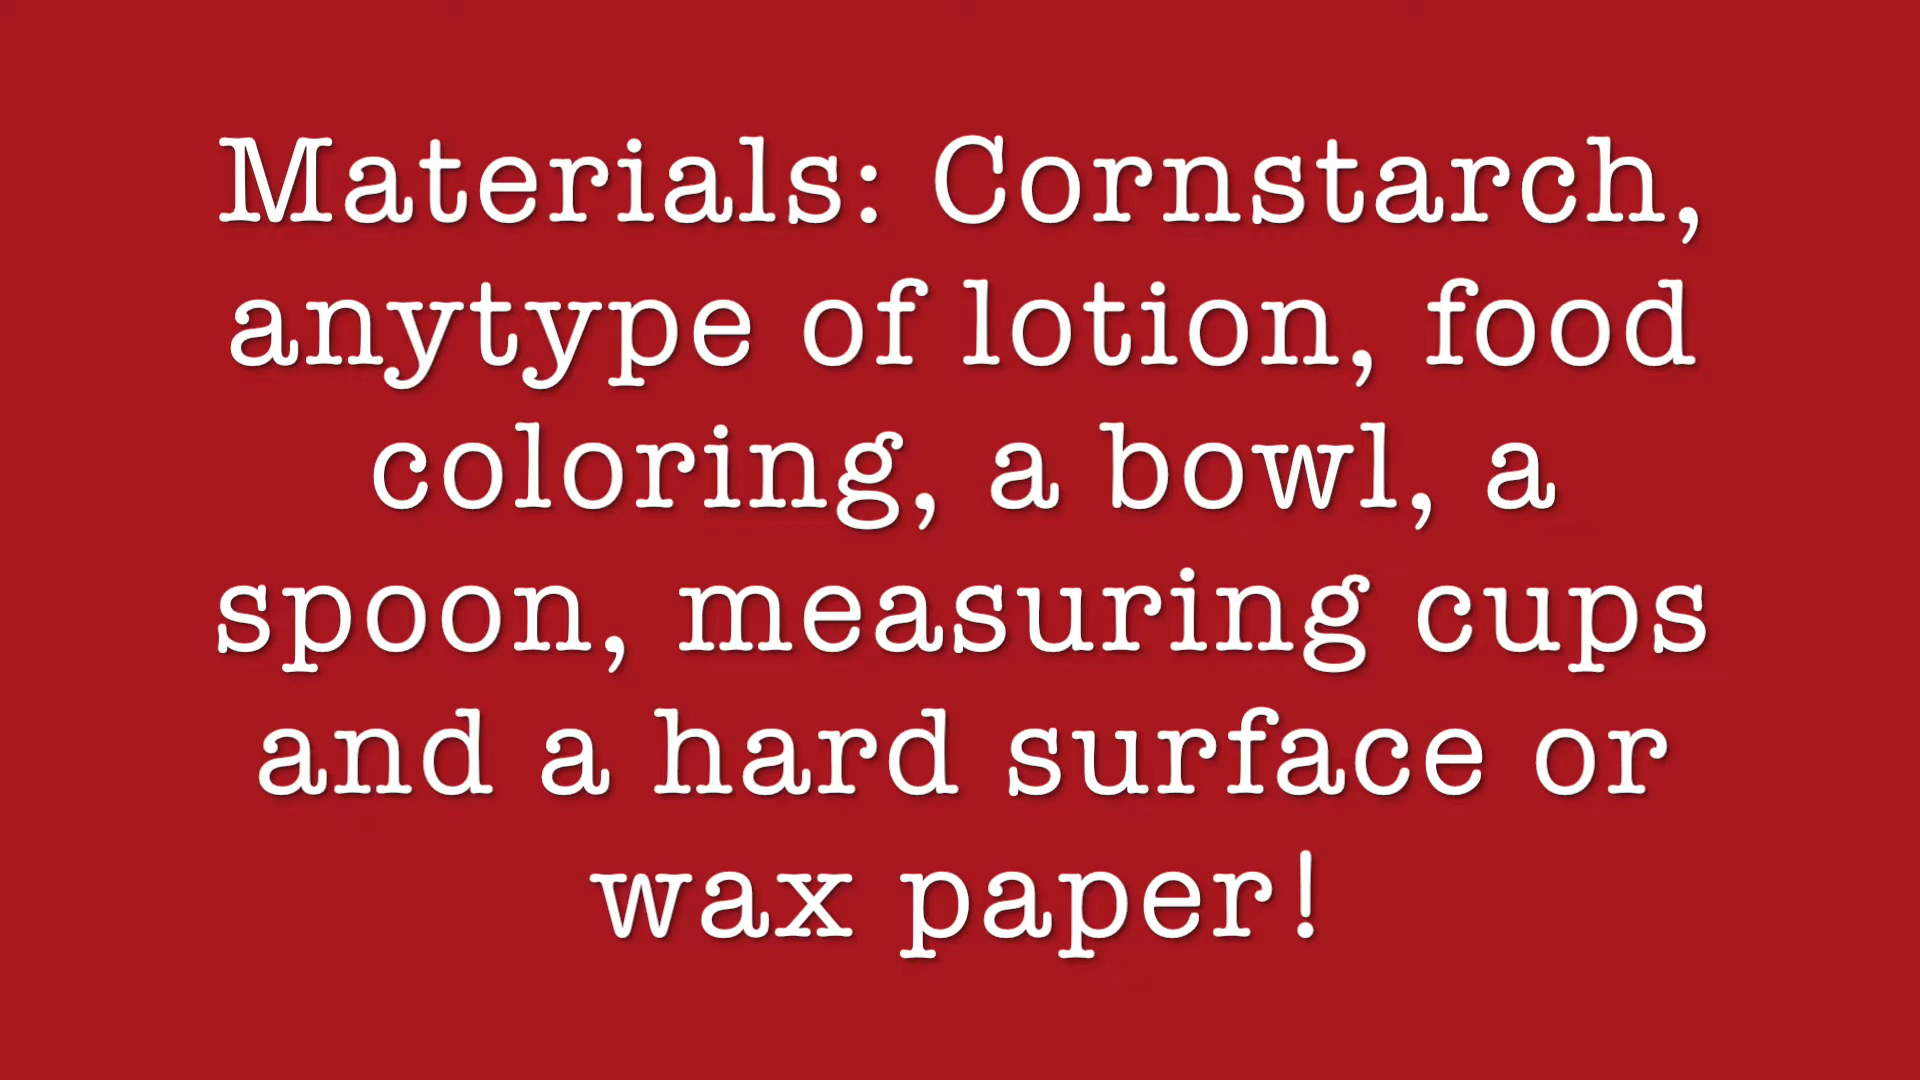 Materials: Cornstarch,
anytype of lotion, food
coloring, a bowl, a
spoon, measuring cups
and a hard surface or
wax paper!